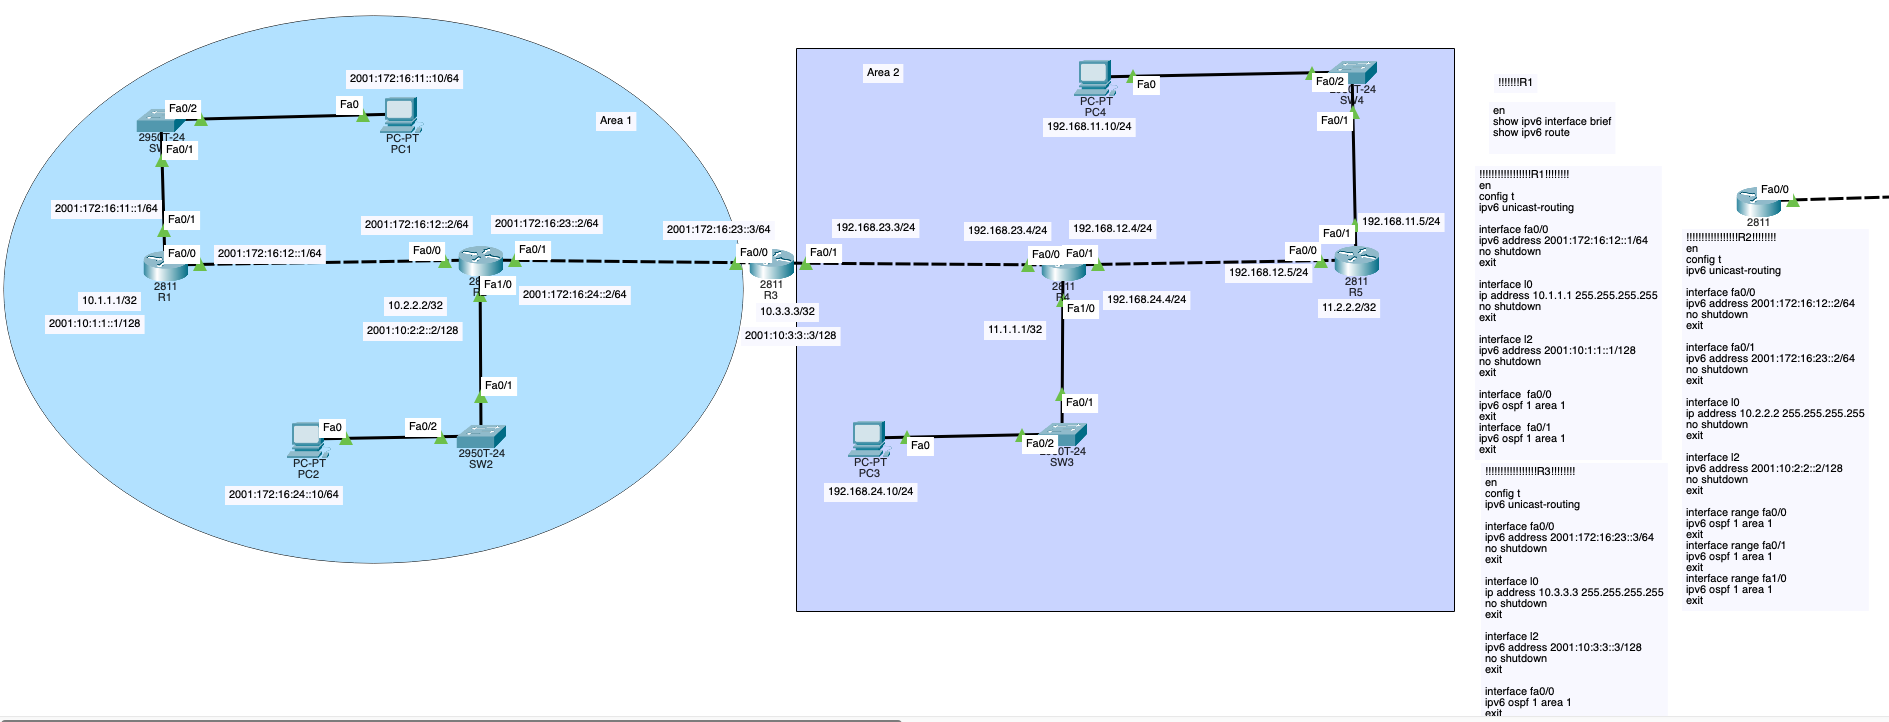 2001:172:16:11::10/64
Fa0/2
Fa0
2950T-24
Fa0/1
PC-PT
PC1
Area 1
2001:172:16:11::1/64
Fa0/1
2001:172:16:12::2/64
2001:172:16:23::2/64
2001:172:16:23::3/64
Fa0/0
2001:172:16:12::1/64
Fa0/0
Fa0/1
Fa0/0
Fa0/1
2811
R1
Fa1/0
2001:172:16:24::2/64
2811
R3
10.1.1.1/32
2001:10:1:1::1/128
10.2.2.2/32
2001:10:2:2::2/128
10.3.3.3/32
2001:10:3:3::3/128
Fa0/1
Fa0
Fa0/2
PC-PT
PC2
2950T-24
SW2
2001:172:16:24::10/64
Area 2
Fa0
Fa0/2
PC-PT
PC4
SW4
192.168.11.10/24
Fa0/1
192.168.23.3/24
192.168.23.4/24
192.168.12.4/24
192.168.11.5/24
Fa0/1
Fa0/0
Fa0/1
Fa0/0
192.168.12.5/24
2811
R4
2811
R5
192.168.24.4/24
Fa1/0
11.2.2.2/32
11.1.1.1/32
Fa0/1
Fa0
Fa0/2
PC-PT
PC3
SW3
192.168.24.10/24
!!!!!!!R1
en
show ipv6 interface brief
show ipv6 route
!!!!!!!!!!!!!!!!!R1!!!!!!!!
en
config t
ipv6 unicast-routing
interface fa0/0
ipv6 address 2001:172:16:12::1/64
no shutdown
exit
interface l0
ip address 10.1.1.1 255.255.255.255
no shutdown
exit
interface l2
ipv6 address 2001:10:1:1::1/128
no shutdown
exit
interface  fa0/0
ipv6 ospf 1 area 1
exit
interface  fa0/1
ipv6 ospf 1 area 1
exit
!!!!!!!!!!!!!!!!!R3!!!!!!!!
en
config t
ipv6 unicast-routing
interface fa0/0
ipv6 address 2001:172:16:23::3/64
no shutdown
exit
interface l0
ip address 10.3.3.3 255.255.255.255
no shutdown
exit
interface l2
ipv6 address 2001:10:3:3::3/128
no shutdown
exit
interface fa0/0
ipv6 ospf 1 area 1
exit
Fa0/0
2811
!!!!!!!!!!!!!!!!!R2!!!!!!!!
en
config t
ipv6 unicast-routing
interface fa0/0
ipv6 address 2001:172:16:12::2/64
no shutdown
exit
interface fa0/1
ipv6 address 2001:172:16:23::2/64
no shutdown
exit
interface l0
ip address 10.2.2.2 255.255.255.255
no shutdown
exit
interface l2
ipv6 address 2001:10:2:2::2/128
no shutdown
exit
interface range fa0/0
ipv6 ospf 1 area 1
exit
interface range fa0/1
ipv6 ospf 1 area 1
exit
interface range fa1/0
ipv6 ospf 1 area 1
exit